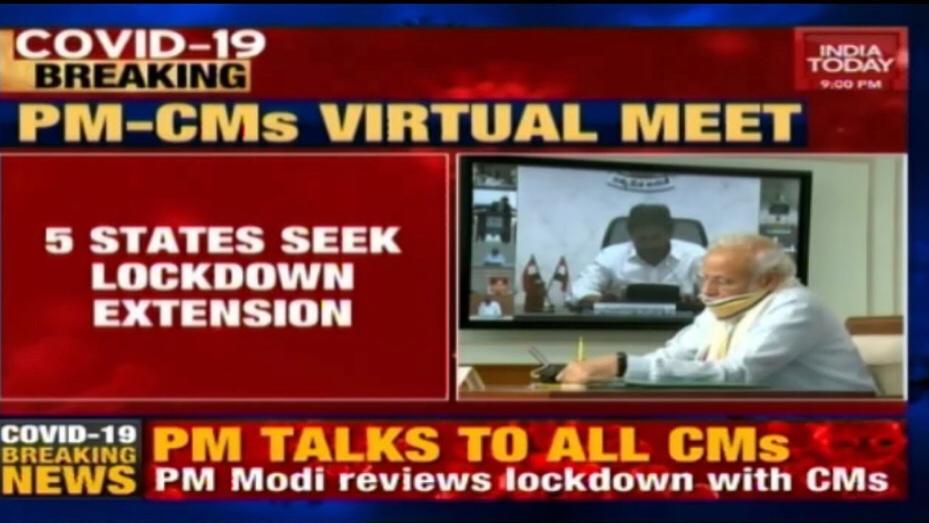 COVID-19
BREAKING
INDIA
TODAY
9:00 PM
PM-CMs VIRTUAL MEET
5 STATES SEEK
LOCKDOWN
EXTENSION
COVID-19
BREAKING
NEWS
PM TALKS TO ALL CMs
PM Modi reviews lockdown with CMs